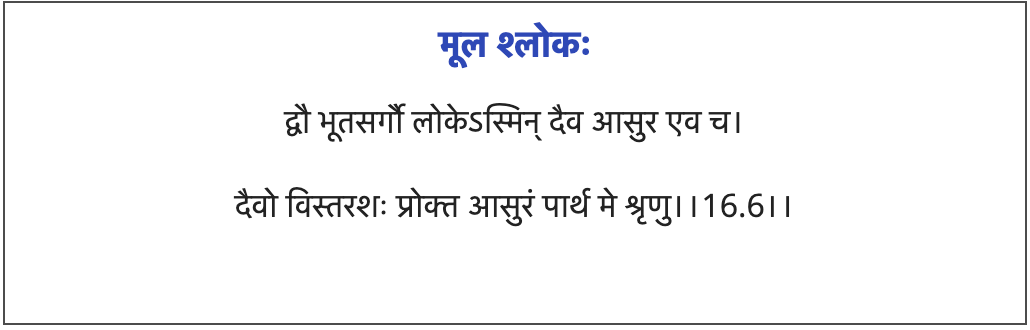 मूल श्लोकः
द्वौ भूतसर्गौ लोकेऽस्मिन् दैव आसुर एव च।
दैवो विस्तरशः प्रोक्त आसुरं पार्थ मे श्रृणु।।16.6।।